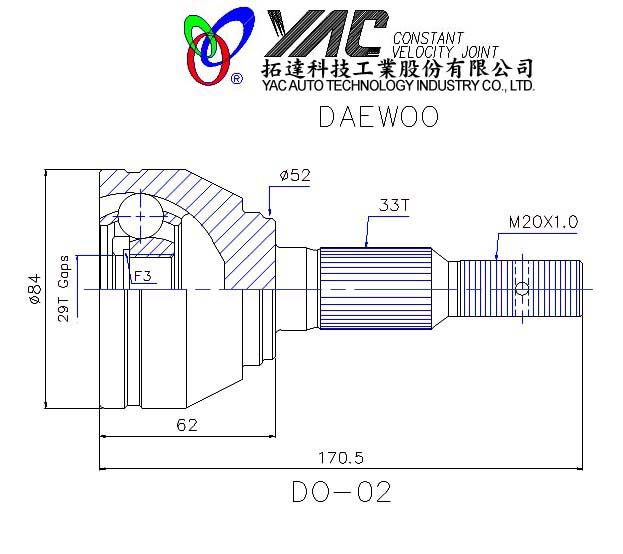 YAC CONSTANT
VELOCITY JOINT
®
拓達科技工業股份有限公司
YAC AUTO TECHNOLOGY INDUSTRY CO., LTD.
DAEWOO
ø52
33T
M20X1.0
F3
ø84
29T Gaps
62
170.5
DO-02